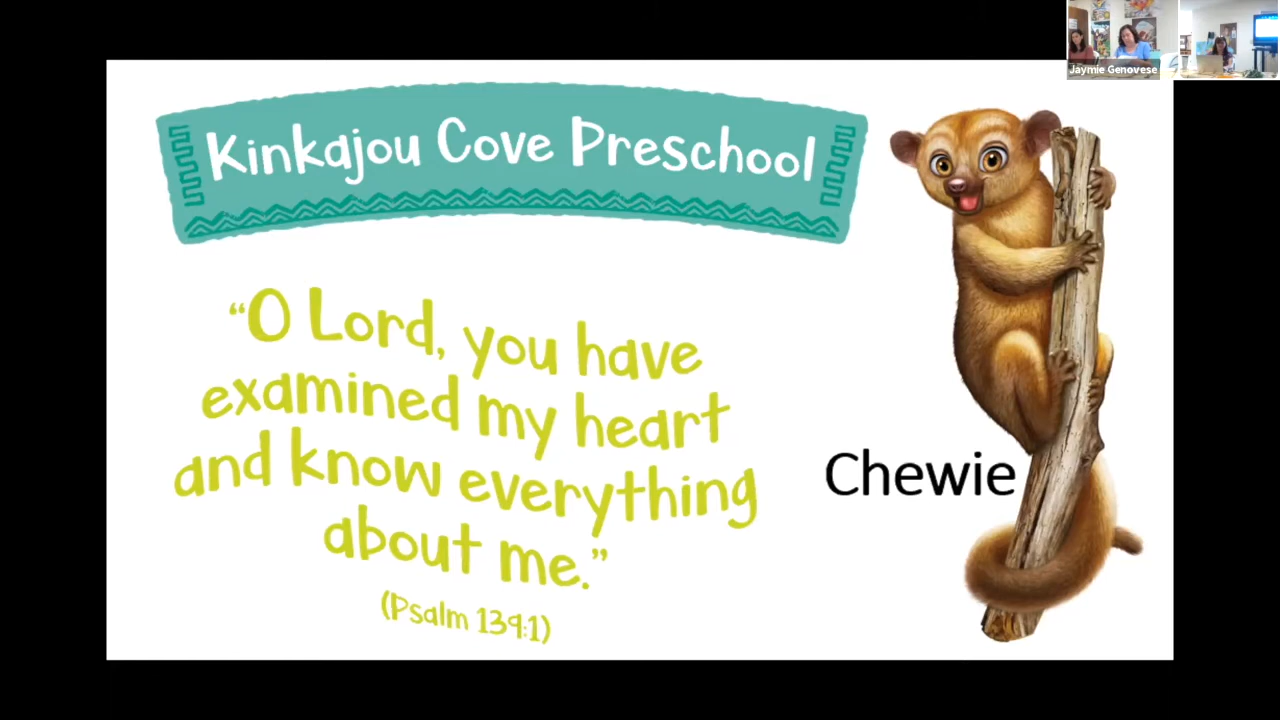 Jaymie Genovese
Kinkajou Cove Preschool
“O Lord, you have
examined my heart
and know everything
about me.”
(Psalm 139:1)
Chewie